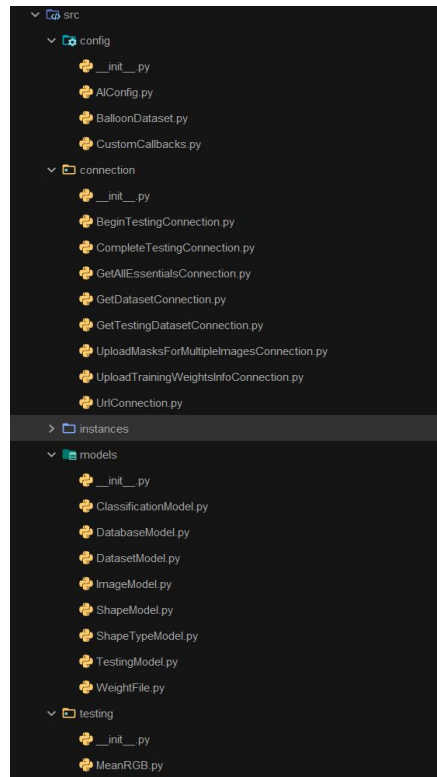 src
config
__init__.py
AIConfig.py
BalloonDataset.py
CustomCallbacks.py
connection
__init__.py
BeginTestingConnection.py
CompleteTestingConnection.py
GetAllEssentialsConnection.py
GetDatasetConnection.py
GetTestingDatasetConnection.py
UploadMasksForMultipleImagesConnection.py
UploadTrainingWeightsInfoConnection.py
UrlConnection.py
instances
models
__init__.py
ClassificationModel.py
DatabaseModel.py
DatasetModel.py
ImageModel.py
ShapeModel.py
ShapeTypeModel.py
TestingModel.py
WeightFile.py
testing
__init__.py
MeanRGB.py